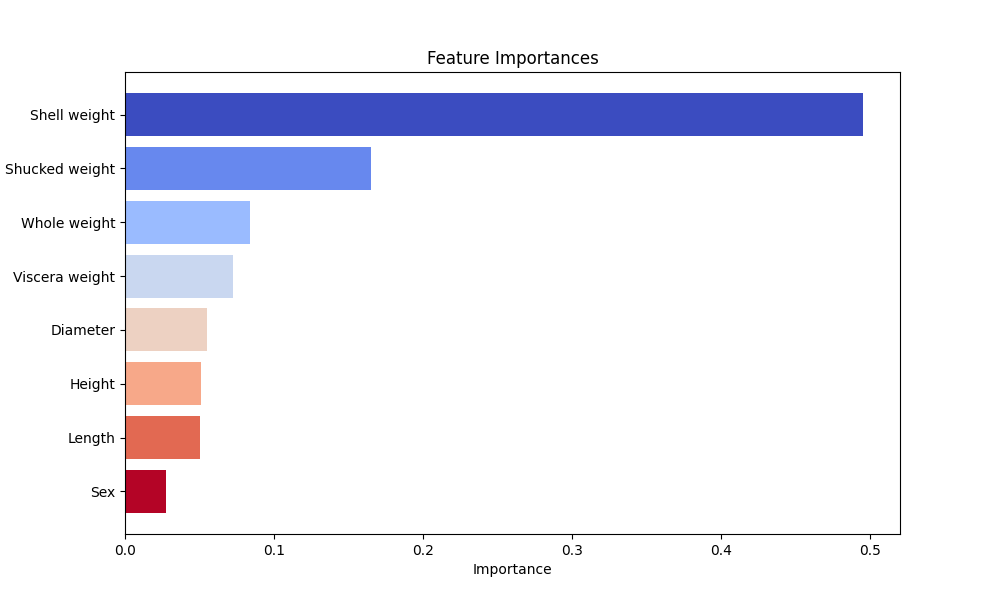 Feature Importances
Shell weight
Shucked weight
Whole weight
Viscera weight
Diameter
Height
Length
Sex
0.0 0.1 0.2 0.3 0.4 0.5
Importance